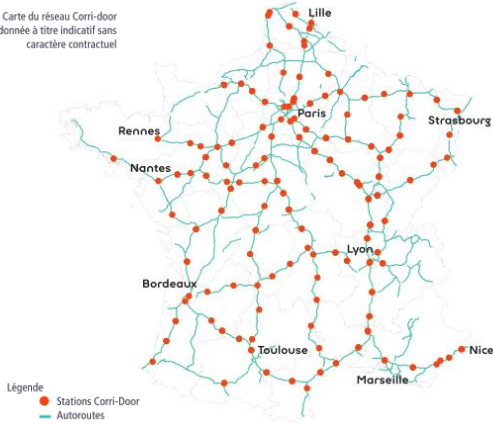 Carte du réseau Corri-door
donnée à titre indicatif sans
caractère contractuel
Lille
Paris
Strasbourg
Rennes
Nantes
Lyon
Bordeaux
Toulouse
Nice
Marseille
Légende
Stations Corri-Door
Autoroutes